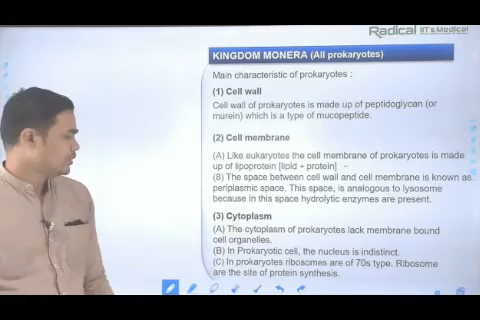 Radical IIT's Medical
KINGDOM MONERA (All prokaryotes)
Main characteristic of prokaryotes :
(1) Cell wall
Cell wall of prokaryotes is made up of peptidoglycan (or
murein) which is a type of mucopeptide.
(2) Cell membrane
(A) Like eukaryotes the cell membrane of prokaryotes is made
up of lipoprotein [lipid + protein]
(8) The space between cell wall and cell membrane is known as
periplasmic space. This space, is analogous to lysosome
because in this space hydrolytic enzymes are present.
(3) Cytoplasm
(A) The cytoplasm of prokaryotes lack membrane bound
cell organelles.
(B) In Prokaryotic cell, the nucleus is indistinct.
(C) In prokaryotes ribosomes are of 70s type. Ribosome
are the site of protein synthesis.